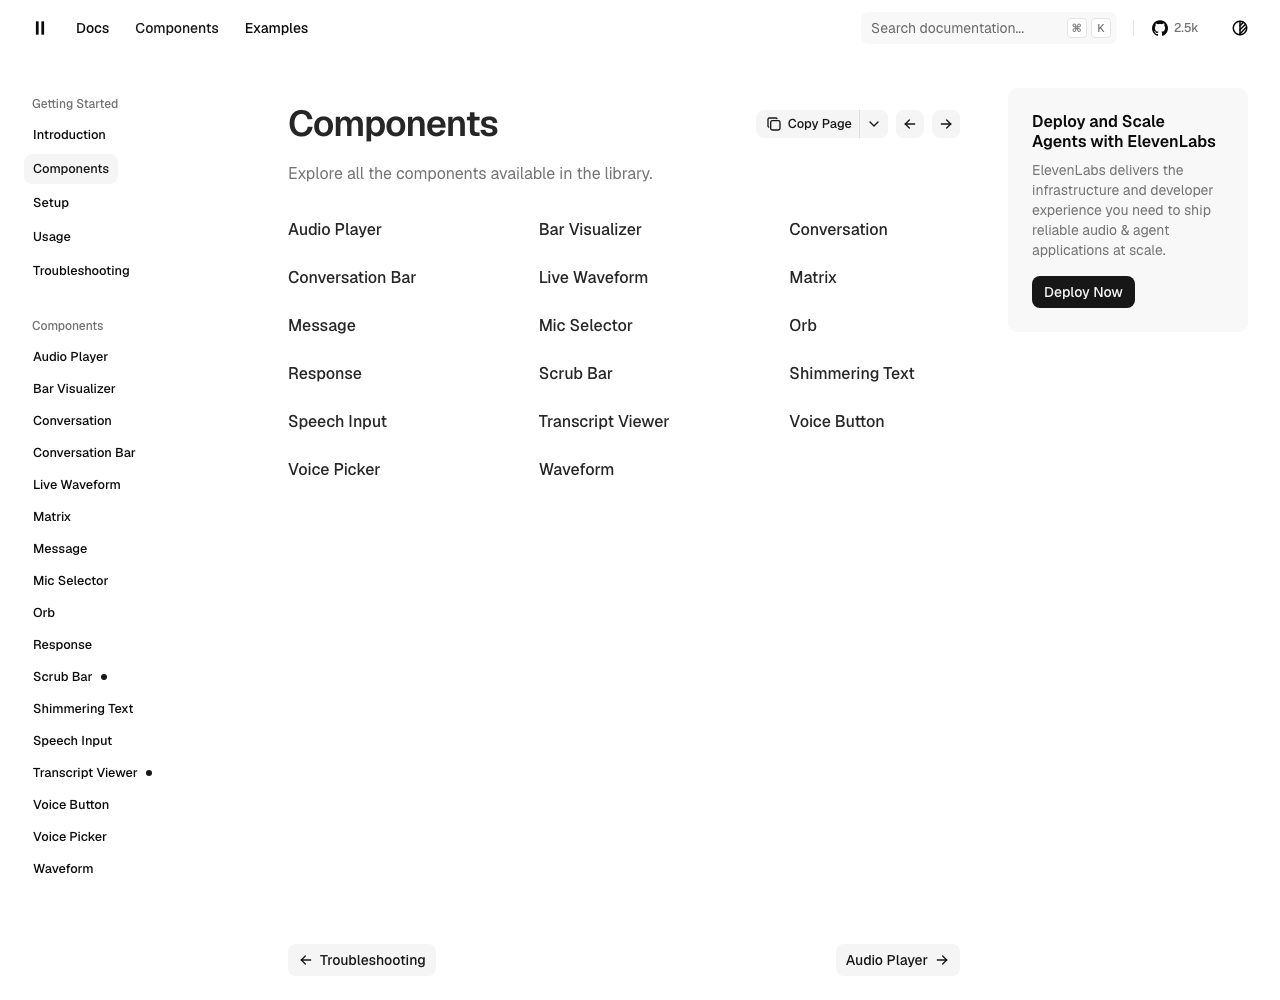 Docs
Components
Examples
Search documentation...
⌘ K
2.5k
Getting Started
Introduction
Components
Setup
Usage
Troubleshooting
Components
Audio Player
Bar Visualizer
Conversation
Conversation Bar
Live Waveform
Matrix
Message
Mic Selector
Orb
Response
Scrub Bar
Shimmering Text
Speech Input
Transcript Viewer
Voice Button
Voice Picker
Waveform
Components
Copy Page
Explore all the components available in the library.
Audio Player
Bar Visualizer
Conversation
Conversation Bar
Live Waveform
Matrix
Message
Mic Selector
Orb
Response
Scrub Bar
Shimmering Text
Speech Input
Transcript Viewer
Voice Button
Voice Picker
Waveform
Troubleshooting
Audio Player
Deploy and Scale
Agents with ElevenLabs
ElevenLabs delivers the
infrastructure and developer
experience you need to ship
reliable audio & agent
applications at scale.
Deploy Now